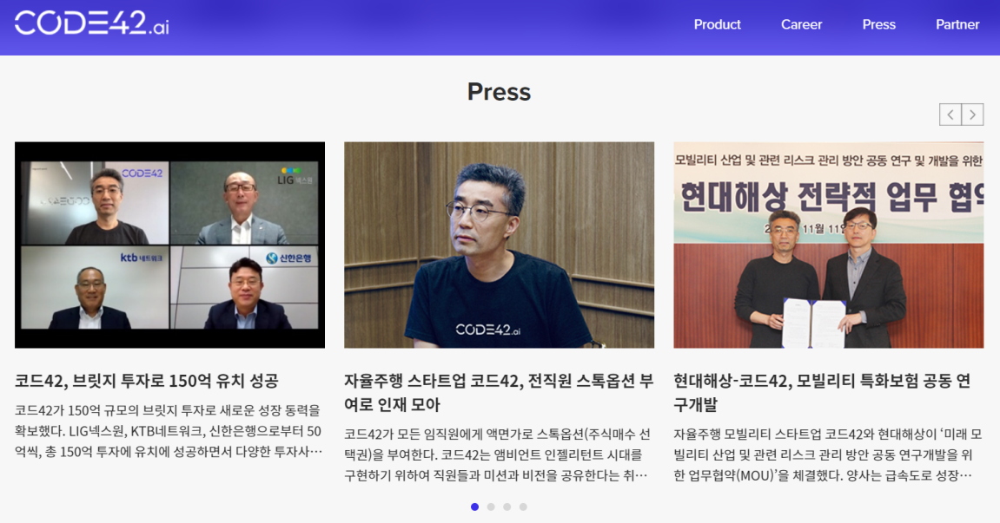 CODE42.ai
Product
Career
Press
Partner
Press
CODE42
LIG 넥스원
ktb 네트워크
신한은행
CODE42.ai
모빌리티 산업 및 관련 리스크 관리 방안 공동 연구 및 개발을 위한
현대해상 전략적 업무 협약
11월 11
코드42, 브릿지 투자로 150억 유치 성공
코드42가 150억 규모의 브릿지 투자로 새로운 성장 동력을
확보했다. LIG넥스원, KTB네트워크, 신한은행으로부터 50
억씩, 총 150억 투자에 유치에 성공하면서 다양한 투자사…
자율주행 스타트업 코드42, 전직원 스톡옵션 부
여로 인재 모아
코드42가 모든 임직원에게 액면가로 스톡옵션(주식매수 선
택권)을 부여한다. 코드42는 앰비언트 인젤리턴트 시대를
구현하기 위하여 직원들과 미션과 비전을 공유한다는 취…
현대해상-코드42, 모빌리티 특화보험 공동 연
구개발
자율주행 모빌리티 스타트업 코드42와 현대해상이 ‘미래 모
빌리티 산업 및 관련 리스크 관리 방안 공동 연구개발을 위
한 업무협약(MOU)’을 체결했다. 양사는 급속도로 성장…